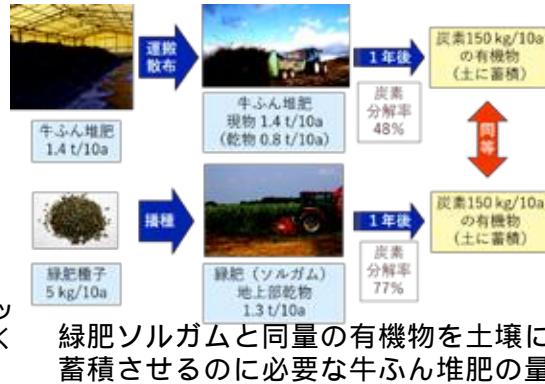 運搬
散布
1年後
炭素150 kg/10a
の有機物
(土に蓄積)
炭素
分解率
48%
牛ふん堆肥
1.4 t/10a
牛ふん堆肥
現物 1.4 t/10a
(乾物 0.8 t/10a)
同等
播種
1年後
炭素150 kg/10a
の有機物
(土に蓄積)
炭素
分解率
77%
緑肥種子
5 kg/10a
緑肥(ソルガム)
地上部乾物
1.3 t/10a
ッ
く
緑肥ソルガムと同量の有機物を土壌に
蓄積させるのに必要な牛ふん堆肥の量